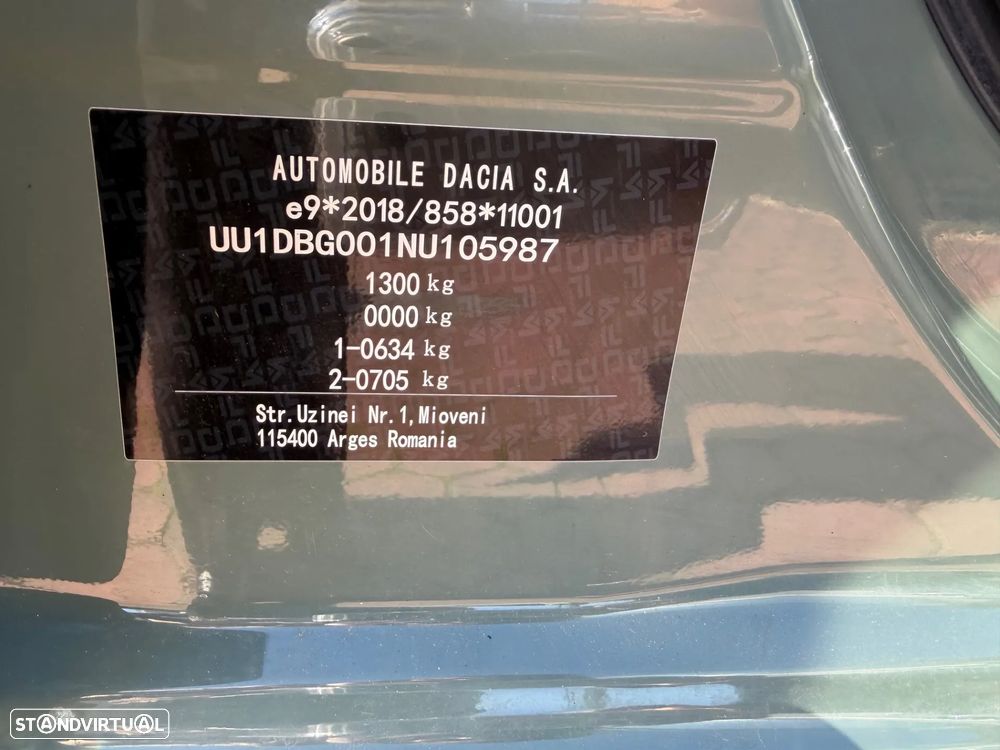 AUTOMOBILE DACIA S.A.
e9*2018/858*11001
UU1DBG001NU105987
1300 kg
0000 kg
1-0634 kg
2-0705 kg
Str.Uzinei Nr.1,Mioveni
115400 Arges Romania
STANDVIRTUAL